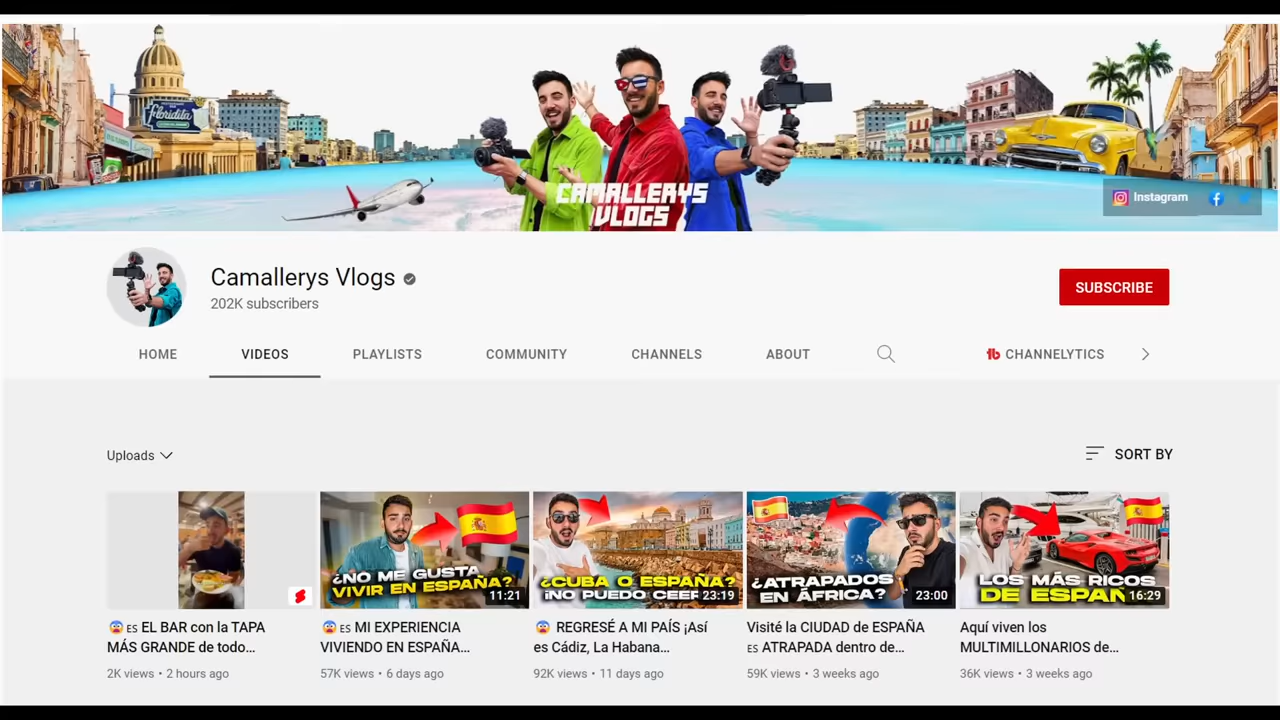 Floridita
CAMALLERYS
VLOGS
Instagram
Camallerys Vlogs
202K subscribers
SUBSCRIBE
HOME
VIDEOS
PLAYLISTS
COMMUNITY
CHANNELS
ABOUT
CHANNELYTICS
Uploads
SORT BY
¿NO ME GUSTA
VIVIR EN ESPAÑA?
11:21
¿CUBA O ESPAÑA?
¡NO PUEDO
23:19
¿ATRAPADOS
EN ÁFRICA?
23:00
LOS MÁS RICOS
DE
16:29
😨 ES EL BAR con la TAPA
MÁS GRANDE de todo…
2K views • 2 hours ago
😨 ES MI EXPERIENCIA
VIVIENDO EN ESPAÑA…
57K views • 6 days ago
😨 REGRESÉ A MI PAÍS ¡Así
es Cádiz, La Habana…
92K views • 11 days ago
Visité la CIUDAD de ESPAÑA
ES ATRAPADA dentro de…
59K views • 3 weeks ago
Aquí viven los
MULTIMILLONARIOS de…
36K views • 3 weeks ago